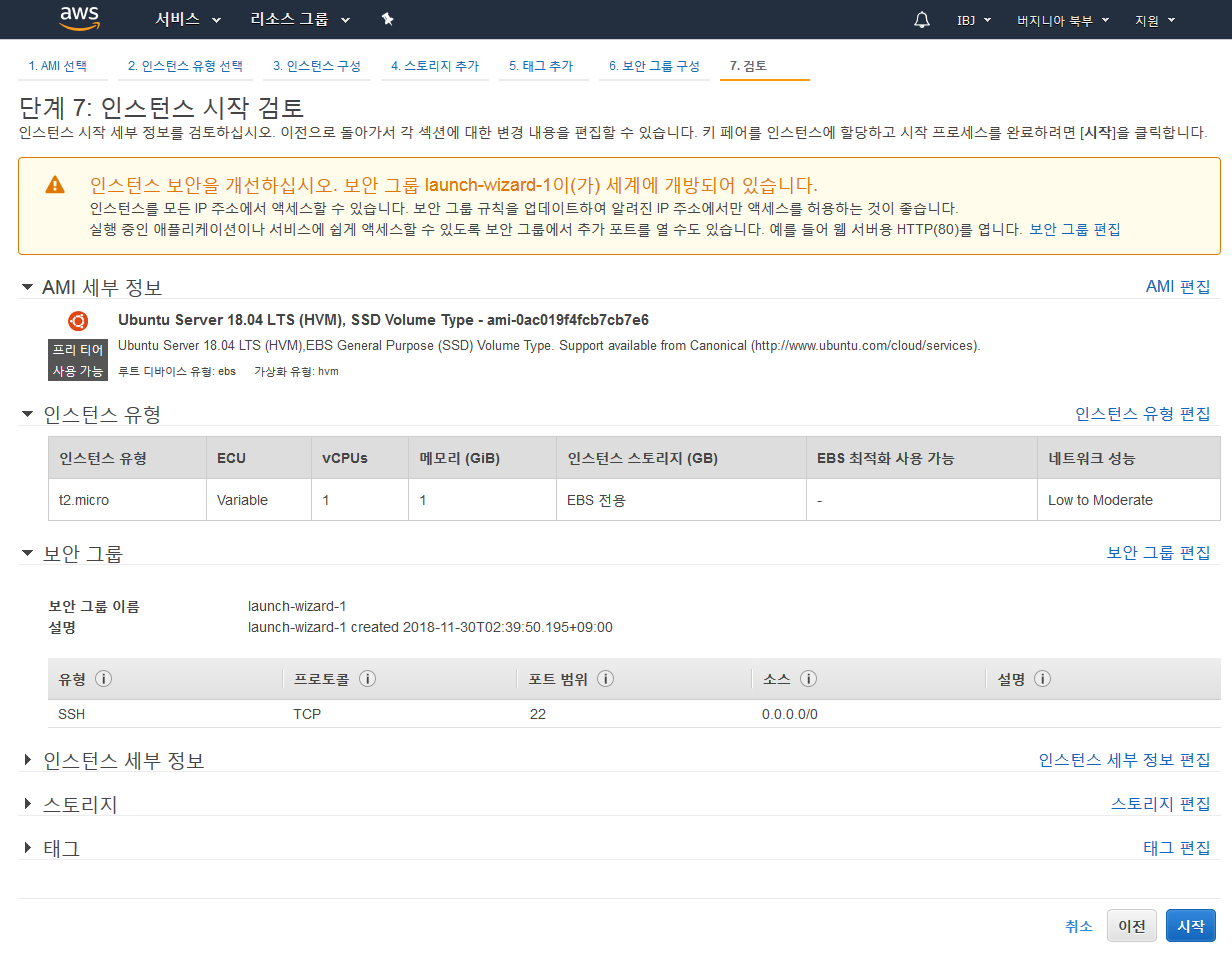 aws 서비스 리소스 그룹 IBJ 버지니아 북부 지원
1. AMI 선택 2. 인스턴스 유형 선택 3. 인스턴스 구성 4. 스토리지 추가 5. 태그 추가 6. 보안 그룹 구성 7. 검토
단계 7: 인스턴스 시작 검토
인스턴스 시작 세부 정보를 검토하십시오. 이전으로 돌아가서 각 섹션에 대한 변경 내용을 편집할 수 있습니다. 키 페어를 인스턴스에 할당하고 시작 프로세스를 완료하려면 [시작]을 클릭합니다.
인스턴스 보안을 개선하십시오. 보안 그룹 launch-wizard-1이(가) 세계에 개방되어 있습니다.
인스턴스를 모든 IP 주소에서 액세스할 수 있습니다. 보안 그룹 규칙을 업데이트하여 알려진 IP 주소에서만 액세스를 허용하는 것이 좋습니다.
실행 중인 애플리케이션이나 서비스에 쉽게 액세스할 수 있도록 보안 그룹에서 추가 포트를 열 수도 있습니다. 예를 들어 웹 서버용 HTTP(80)를 엽니다. 보안 그룹 편집
AMI 세부 정보 AMI 편집
Ubuntu Server 18.04 LTS (HVM), SSD Volume Type - ami-0ac019f4fcb7cb7e6
프리 티어 사용 가능
Ubuntu Server 18.04 LTS (HVM),EBS General Purpose (SSD) Volume Type. Support available from Canonical (http://www.ubuntu.com/cloud/services).
루트 디바이스 유형: ebs 가상화 유형: hvm
인스턴스 유형 인스턴스 유형 편집
인스턴스 유형 ECU vCPUs 메모리 (GiB) 인스턴스 스토리지 (GB) EBS 최적화 사용 가능 네트워크 성능
t2.micro Variable 1 1 EBS 전용 - Low to Moderate
보안 그룹 보안 그룹 편집
보안 그룹 이름 launch-wizard-1
설명 launch-wizard-1 created 2018-11-30T02:39:50.195+09:00
유형 프로토콜 포트 범위 소스 설명
SSH TCP 22 0.0.0.0/0
인스턴스 세부 정보 인스턴스 세부 정보 편집
스토리지 스토리지 편집
태그 태그 편집
취소 이전 시작